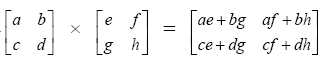 [a b] × [e f] = [ae+bg af+bh]
[c d] [g h] [ce+dg cf+dh]